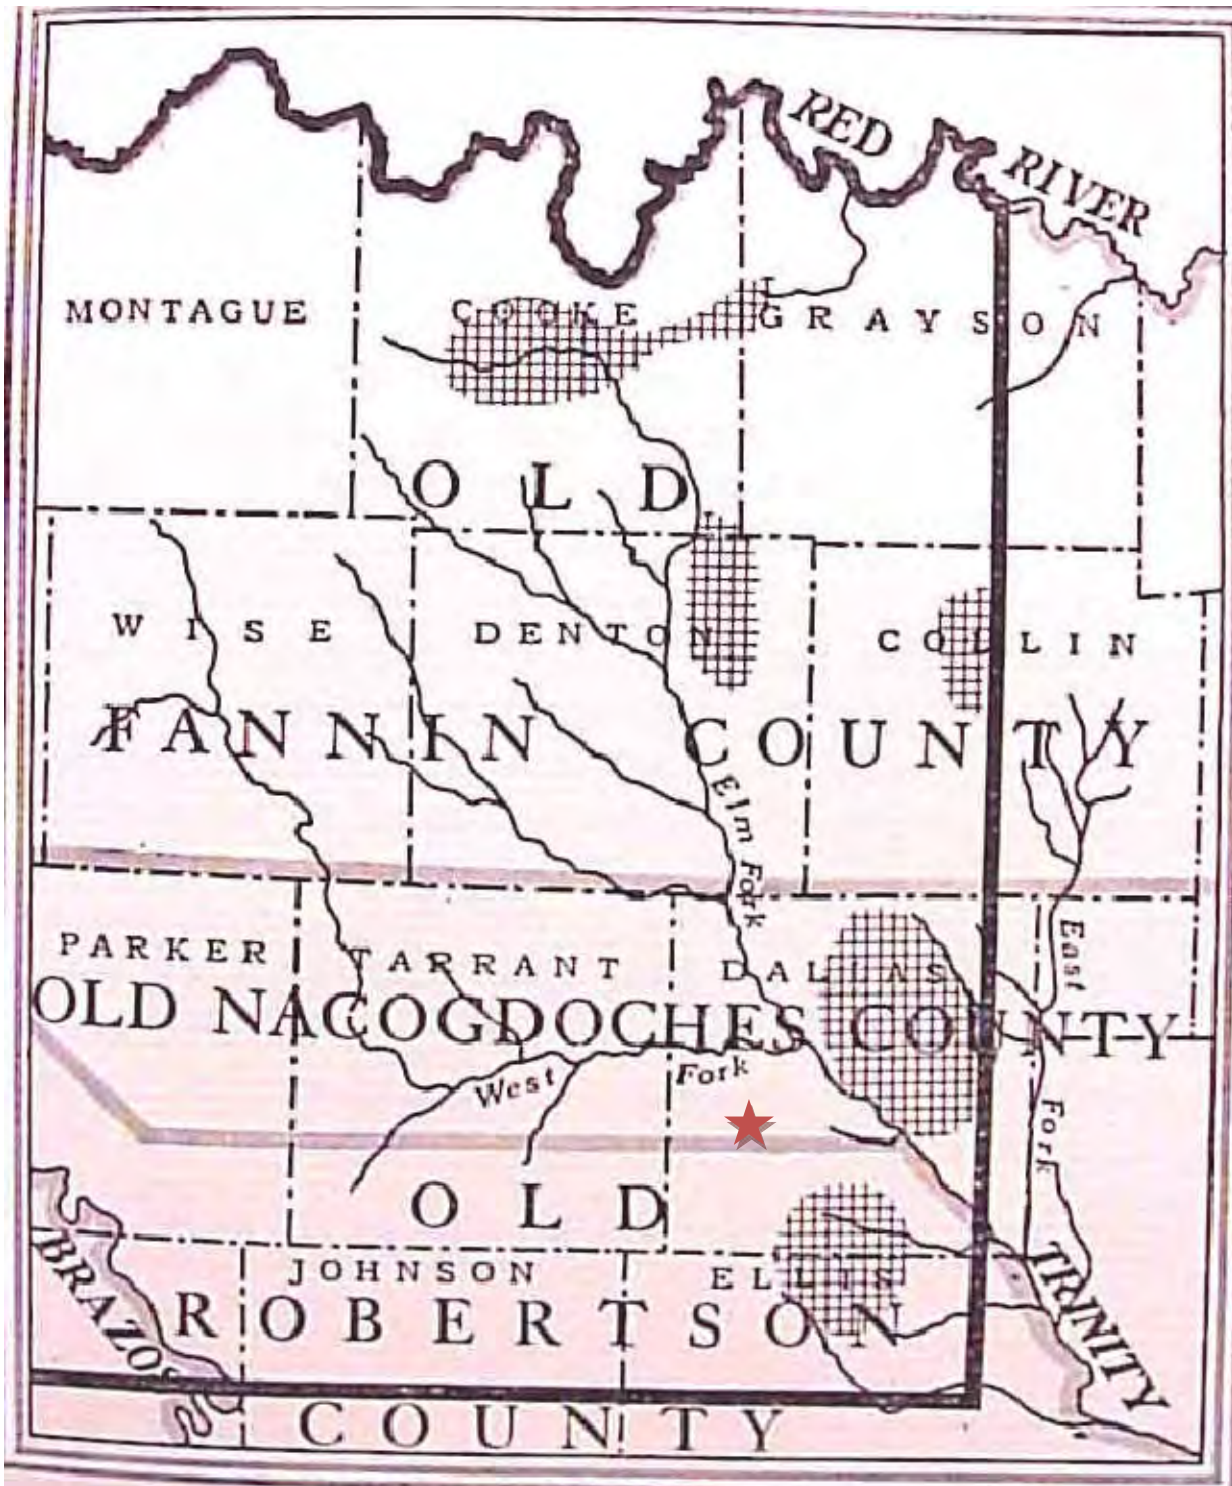 RED
RIVER
MONTAGUE
COOKE
GRAYSON
OLD
WISE
DENTON
COLLIN
FANNIN COUNTY
Elm Fork
PARKER
TARRANT
DALLAS
East
OLD NACOGDOCHES COUNTY
West Fork
Fork
OLD
BRAZOS
JOHNSON
ELLIS
TRINITY
ROBERTSON
COUNTY